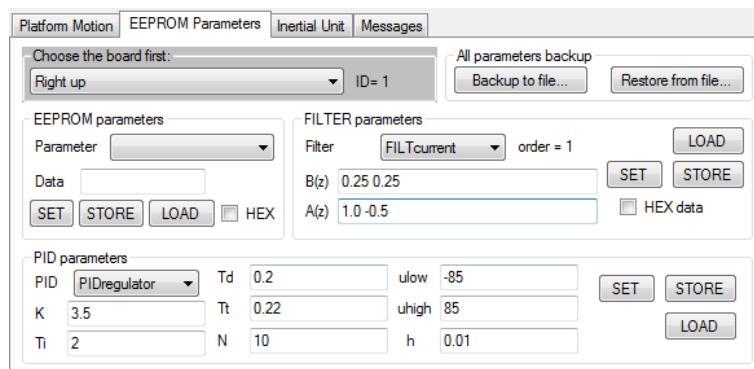 Platform Motion EEPROM Parameters Inertial Unit Messages
Choose the board first: All parameters backup
Right up ID= 1 Backup to file... Restore from file...
EEPROM parameters FILTER parameters
Parameter Filter FILTcurrent order = 1 LOAD
Data B(z) 0.25 0.25 SET STORE
SET STORE LOAD HEX A(z) 1.0 -0.5 HEX data
PID parameters
PID PIDregulator Td 0.2 ulow -85 SET STORE
K 3.5 Tt 0.22 uhigh 85 LOAD
Ti 2 N 10 h 0.01